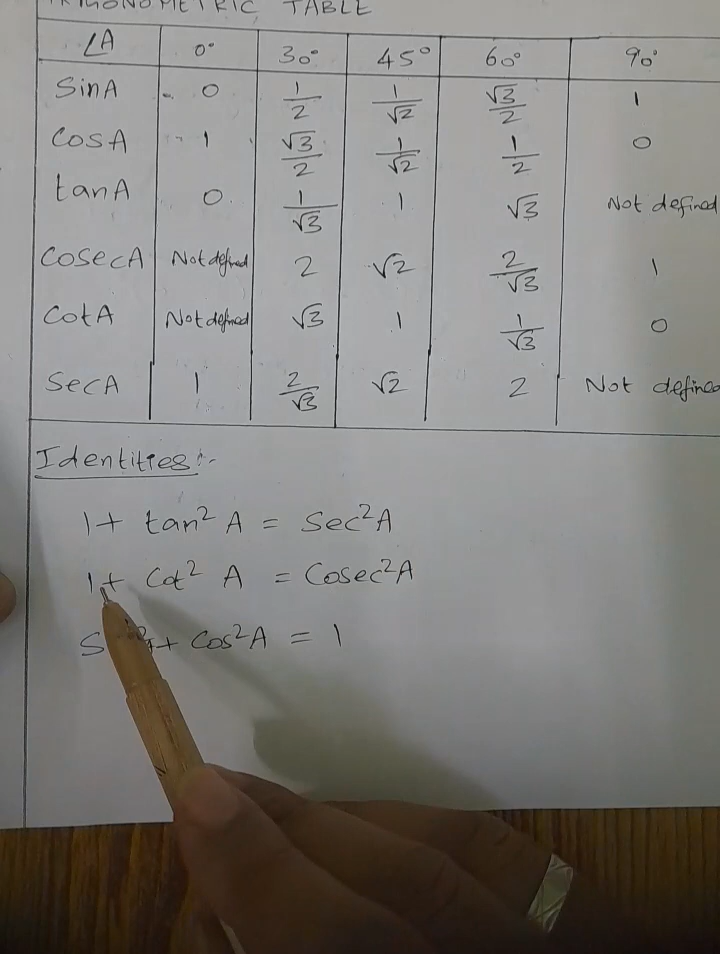 TRIGONOMETRIC TABLE
∠A 0° 30° 45° 60° 90°
SinA 0 1/2 1/√2 √3/2 1
CosA 1 √3/2 1/√2 1/2 0
tanA 0 1/√3 1 √3 Not defined
CosecA Not defined 2 √2 2/√3 1
CotA Not defined √3 1 1/√3 0
SecA 1 2/√3 √2 2 Not defined
Identities:-
1 + tan² A = Sec²A
1 + Cot² A = Cosec²A
+ Cos²A = 1